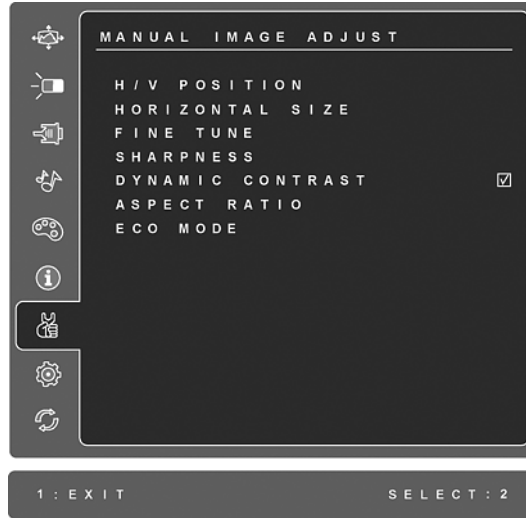 MANUAL IMAGE ADJUST
H/V POSITION
HORIZONTAL SIZE
FINE TUNE
SHARPNESS
DYNAMIC CONTRAST
ASPECT RATIO
ECO MODE
1:EXIT SELECT:2